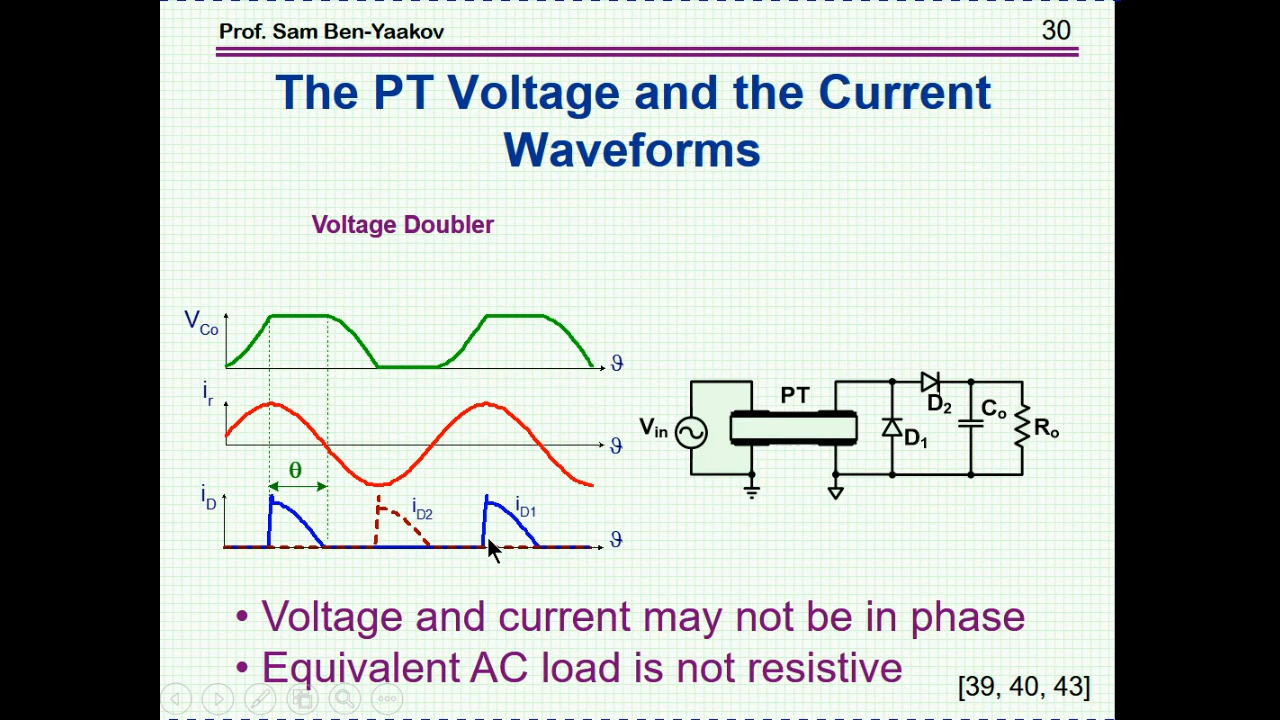 Prof. Sam Ben-Yaakov
30
The PT Voltage and the Current
Waveforms
Voltage Doubler
VCo
ϑ
ir
ϑ
θ
iD
iD2
iD1
ϑ
Vin
PT
D1
D2
Co
Ro
• Voltage and current may not be in phase
• Equivalent AC load is not resistive
[39, 40, 43]